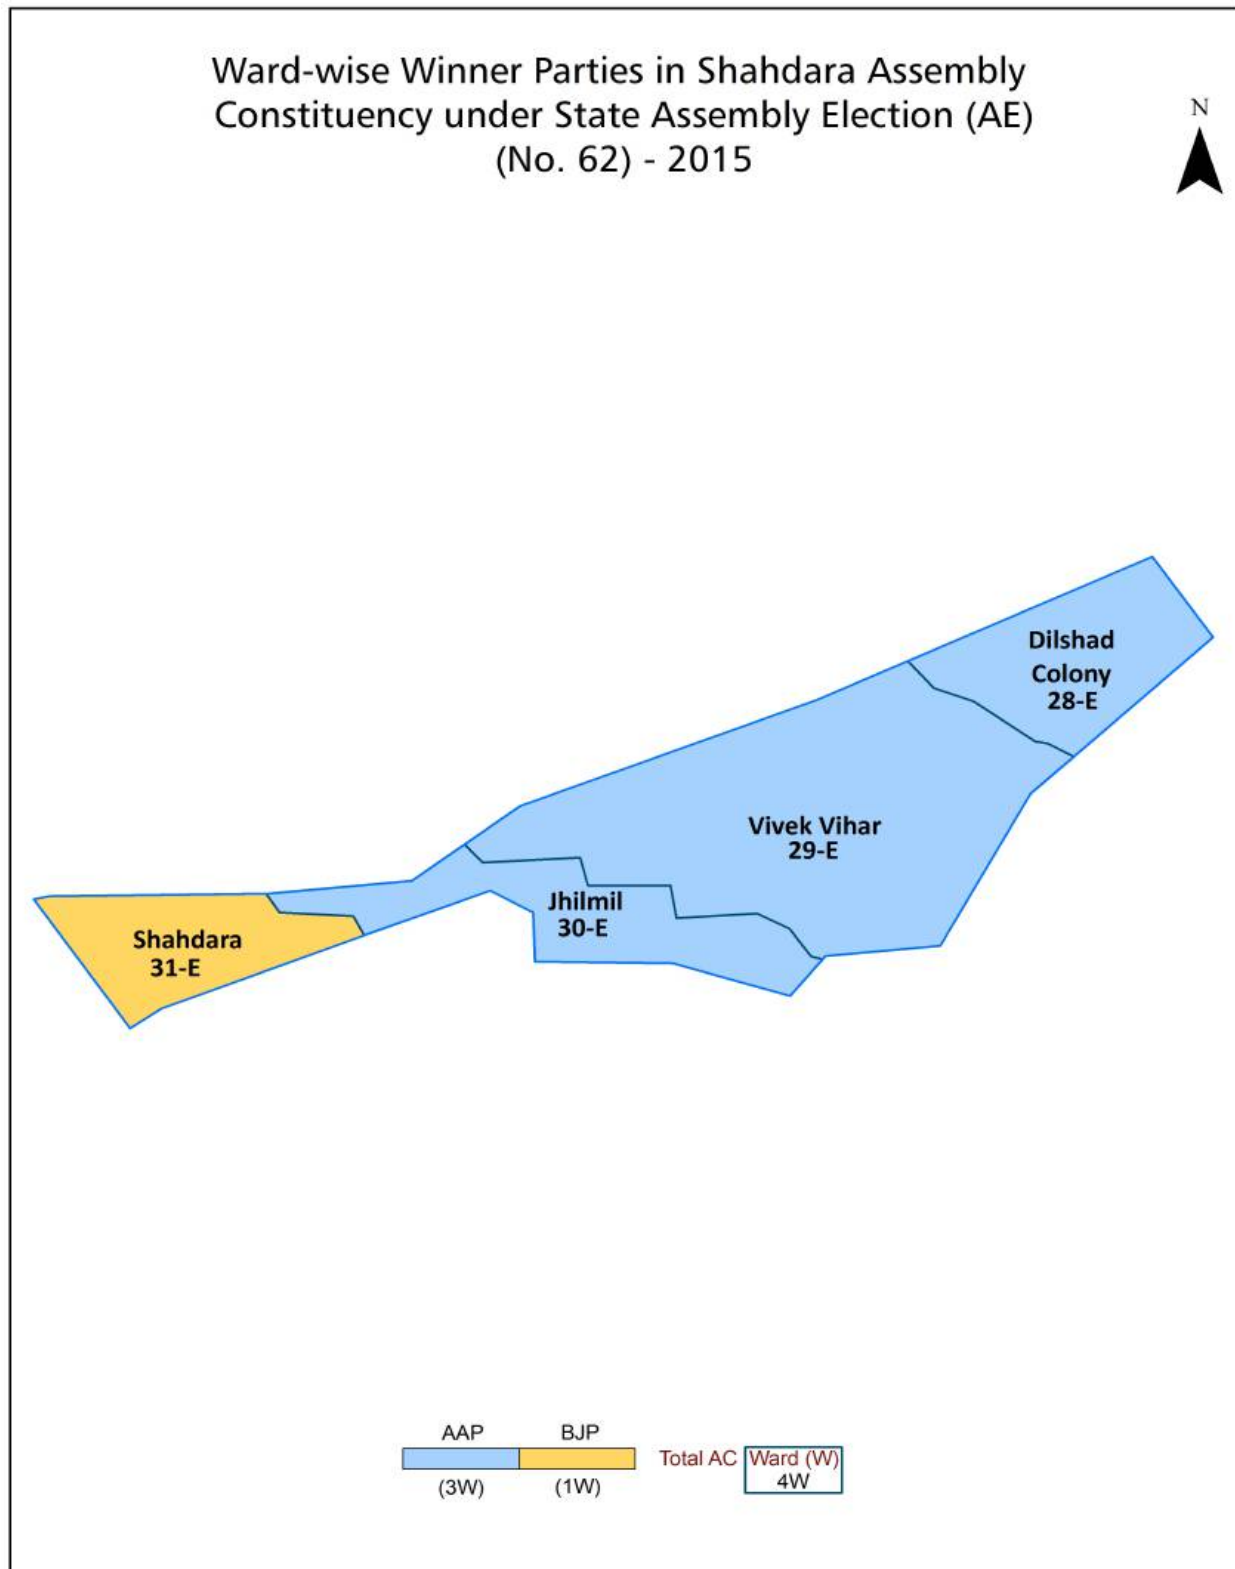 Ward-wise Winner Parties in Shahdara Assembly
Constituency under State Assembly Election (AE)
(No. 62) - 2015
N
Dilshad
Colony
28-E
Vivek Vihar
29-E
Jhilmil
30-E
Shahdara
31-E
AAP BJP
Total AC Ward (W)
4W
(3W) (1W)